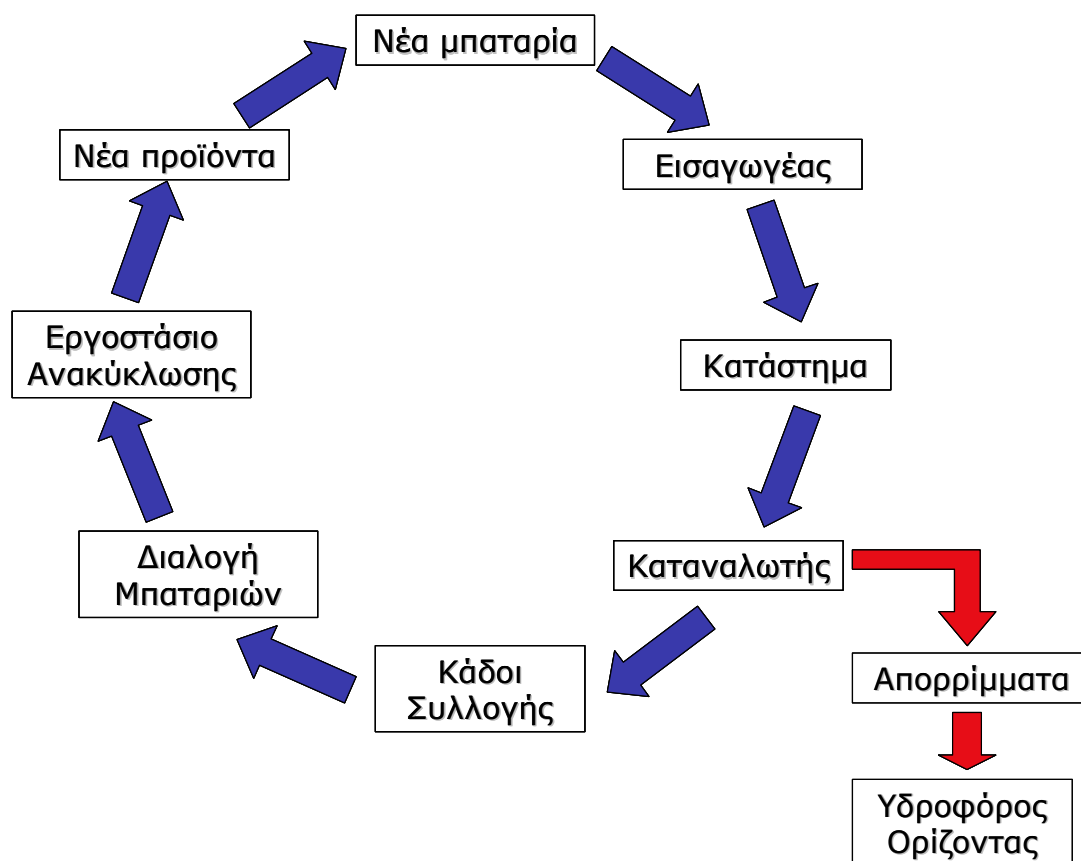 Νέα μπαταρία
Εισαγωγέας
Κατάστημα
Καταναλωτής
Απορρίμματα
Υδροφόρος
Ορίζοντας
Κάδοι
Συλλογής
Διαλογή
Μπαταριών
Εργοστάσιο
Ανακύκλωσης
Νέα προϊόντα